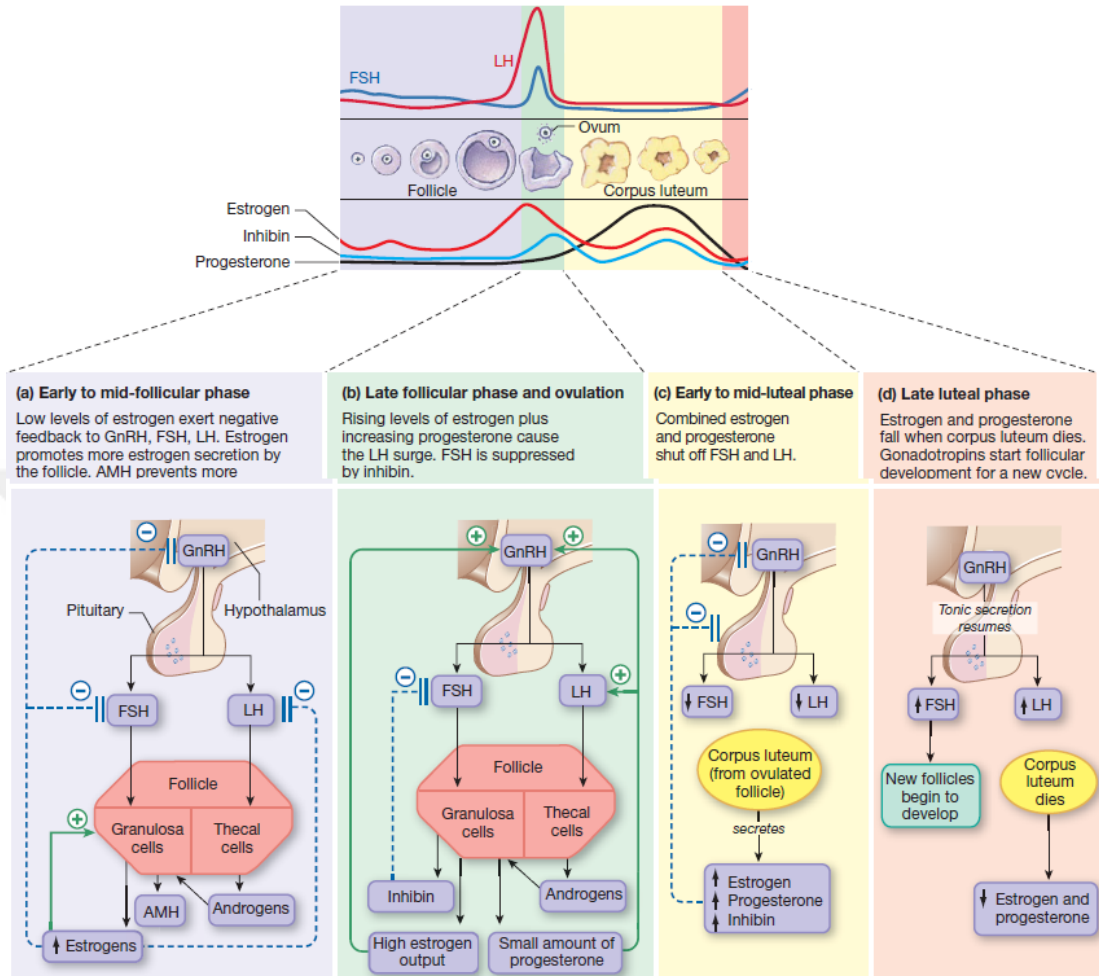 LH
FSH
Ovum
Follicle
Corpus luteum
Estrogen
Inhibin
Progesterone
(a) Early to mid-follicular phase
Low levels of estrogen exert negative
feedback to GnRH, FSH, LH. Estrogen
promotes more estrogen secretion by
the follicle. AMH prevents more
(b) Late follicular phase and ovulation
Rising levels of estrogen plus
increasing progesterone cause
the LH surge. FSH is suppressed
by inhibin.
(c) Early to mid-luteal phase
Combined estrogen
and progesterone
shut off FSH and LH.
(d) Late luteal phase
Estrogen and progesterone
fall when corpus luteum dies.
Gonadotropins start follicular
development for a new cycle.
−
GnRH
Pituitary
Hypothalamus
−
−
FSH
LH
Follicle
+
Granulosa
cells
Thecal
cells
AMH
Androgens
↑ Estrogens
+
+
GnRH
−
+
FSH
LH
Follicle
Granulosa
cells
Thecal
cells
Inhibin
Androgens
High estrogen
output
Small amount of
progesterone
−
GnRH
−
↓ FSH
↓ LH
Corpus luteum
(from ovulated
follicle)
secretes
↑ Estrogen
↑ Progesterone
↑ Inhibin
GnRH
Tonic secretion
resumes
↑ FSH
↑ LH
New follicles
begin to
develop
Corpus
luteum
dies
↓ Estrogen and
progesterone